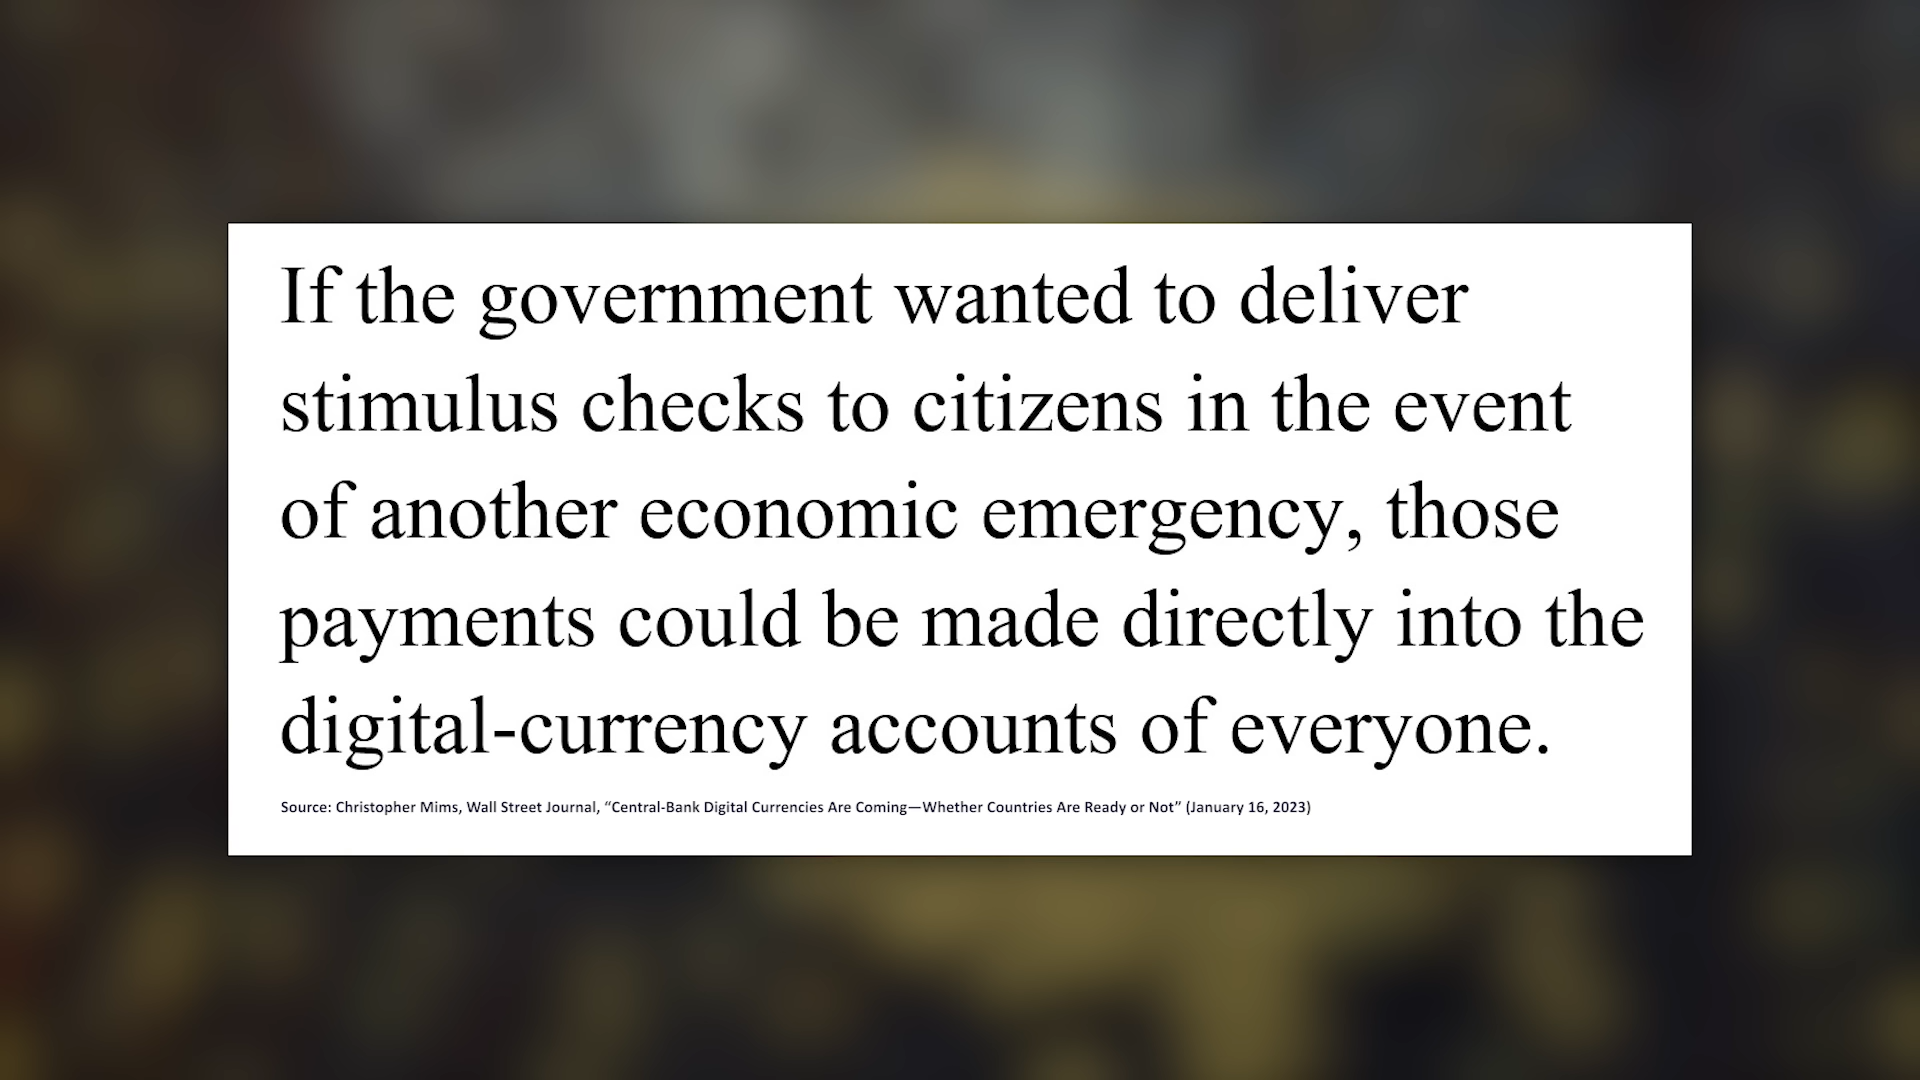 If the government wanted to deliver
stimulus checks to citizens in the event
of another economic emergency, those
payments could be made directly into the
digital-currency accounts of everyone.
Source: Christopher Mims, Wall Street Journal, “Central-Bank Digital Currencies Are Coming—Whether Countries Are Ready or Not” (January 16, 2023)